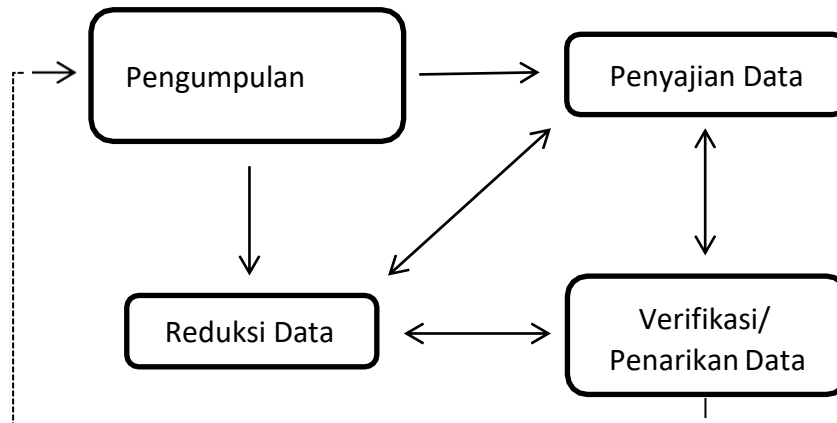 Pengumpulan
Penyajian Data
Reduksi Data
Verifikasi/
Penarikan Data